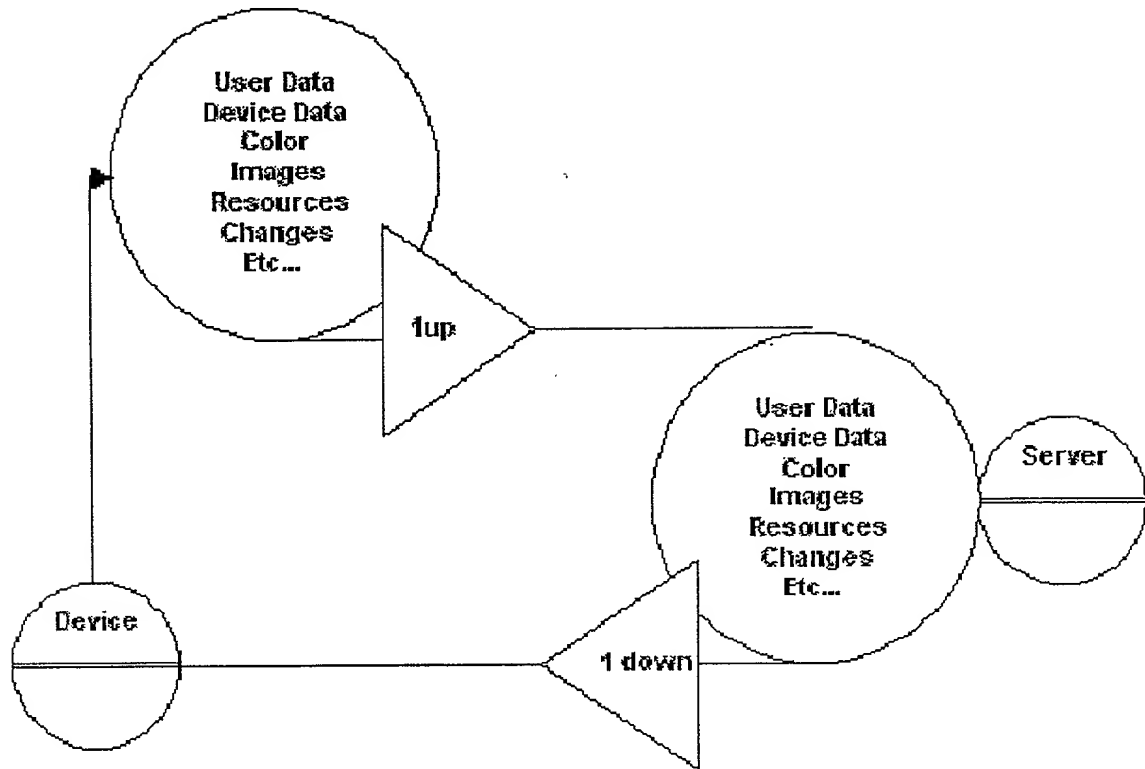 User Data
Device Data
Color
Images
Resources
Changes
Etc...
1up
User Data
Device Data
Color
Images
Resources
Changes
Etc...
Server
Device
1 down